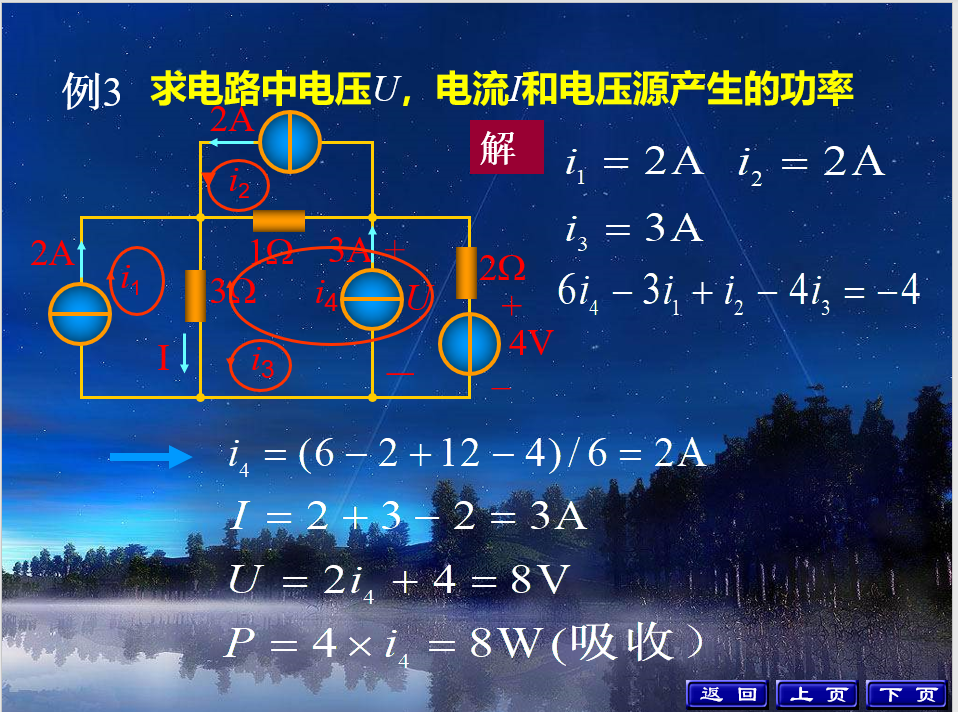 例3 求电路中电压U，电流I和电压源产生的功率
2A
解
i₁ = 2A i₂ = 2A
i₂
i₃ = 3A
2A
1Ω
3A
+
2Ω
i₁
3Ω
i₄
U
+
6i₄ − 3i₁ + i₂ − 4i₃ = −4
I
i₃
−
4V
−
i₄ = (6 − 2 + 12 − 4) / 6 = 2A
I = 2 + 3 − 2 = 3A
U = 2i₄ + 4 = 8V
P = 4 × i₄ = 8W (吸收）
返 回 上 页 下 页